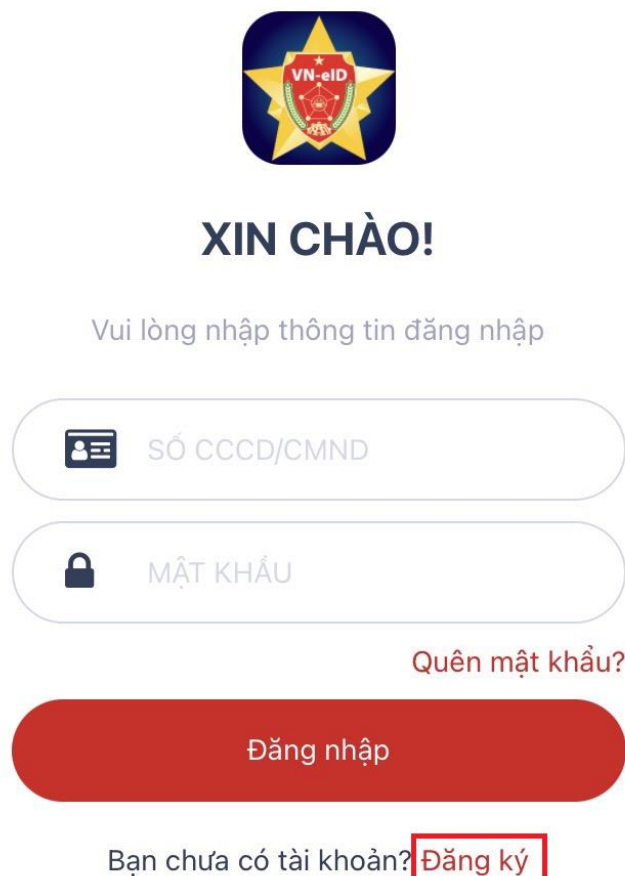 VN-eID
XIN CHÀO!
Vui lòng nhập thông tin đăng nhập
SỐ CCCD/CMND
MẬT KHẨU
Quên mật khẩu?
Đăng nhập
Bạn chưa có tài khoản? Đăng ký